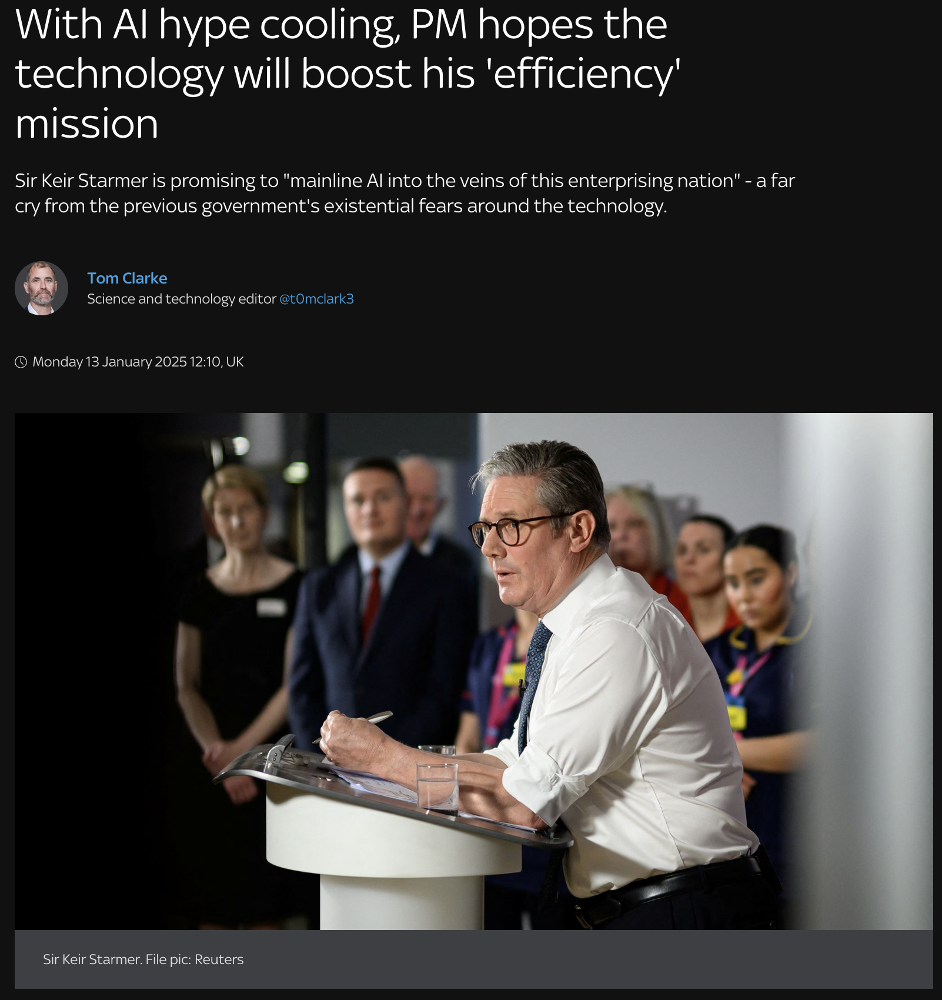 With AI hype cooling, PM hopes the
technology will boost his 'efficiency'
mission
Sir Keir Starmer is promising to "mainline AI into the veins of this enterprising nation" - a far
cry from the previous government's existential fears around the technology.
Tom Clarke
Science and technology editor @t0mclark3
Monday 13 January 2025 12:10, UK
Sir Keir Starmer. File pic: Reuters